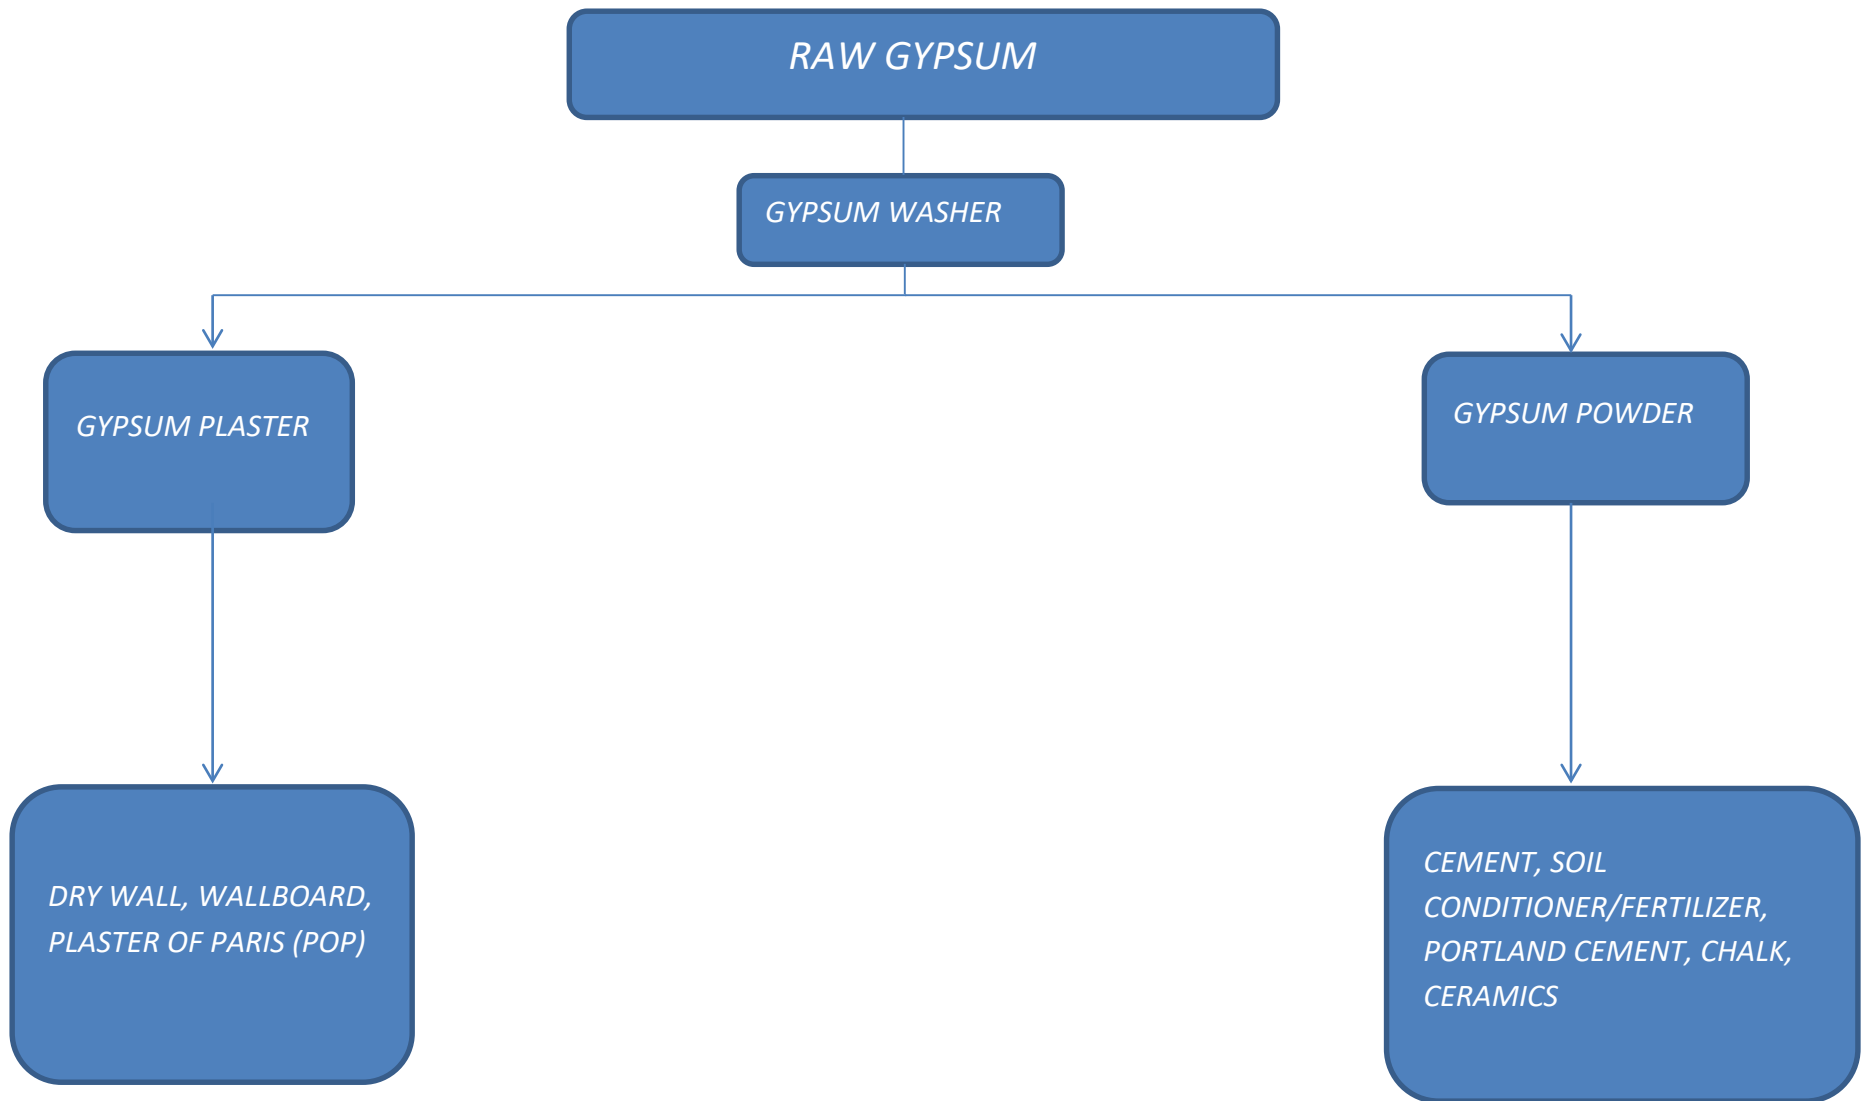 RAW GYPSUM
GYPSUM WASHER
GYPSUM PLASTER
GYPSUM POWDER
DRY WALL, WALLBOARD,
PLASTER OF PARIS (POP)
CEMENT, SOIL
CONDITIONER/FERTILIZER,
PORTLAND CEMENT, CHALK,
CERAMICS